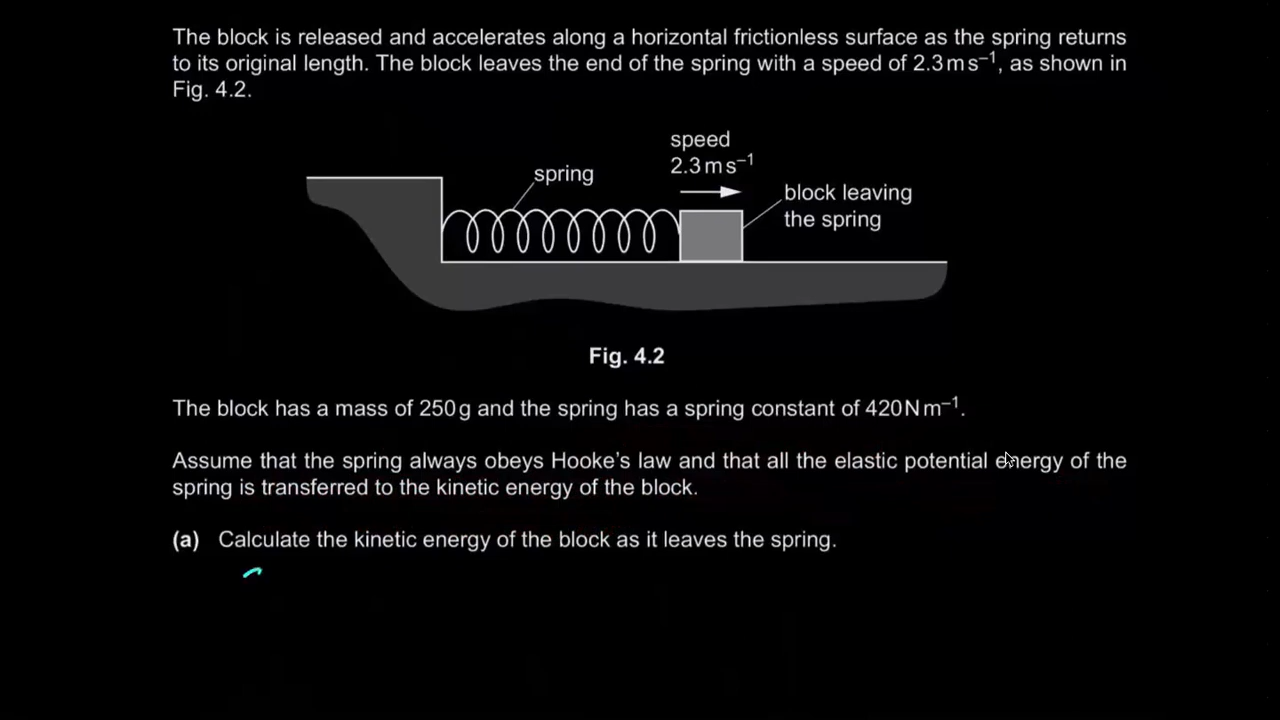 The block is released and accelerates along a horizontal frictionless surface as the spring returns
to its original length. The block leaves the end of the spring with a speed of 2.3 m s⁻¹, as shown in
Fig. 4.2.
speed
2.3 m s⁻¹
spring
block leaving
the spring
Fig. 4.2
The block has a mass of 250 g and the spring has a spring constant of 420 N m⁻¹.
Assume that the spring always obeys Hooke’s law and that all the elastic potential energy of the
spring is transferred to the kinetic energy of the block.
(a) Calculate the kinetic energy of the block as it leaves the spring.